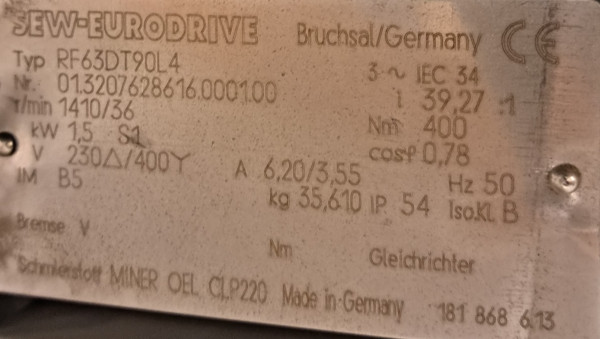 SEW-EURODRIVE Bruchsal/Germany CE
Typ RF63DT90L4 3 ~ IEC 34
Nr. 01.3207628616.0001.00 i 39,27 :1
r/min 1410/36 Nm 400
kW 1,5 S1 cosφ 0,78
V 230△/400Y A 6,20/3,55 Hz 50
IM B5 kg 35,610 IP 54 Iso.Kl. B
Bremse V Nm Gleichrichter
Schmierstoff MINER OEL CLP220 Made in Germany 181 868 6.13